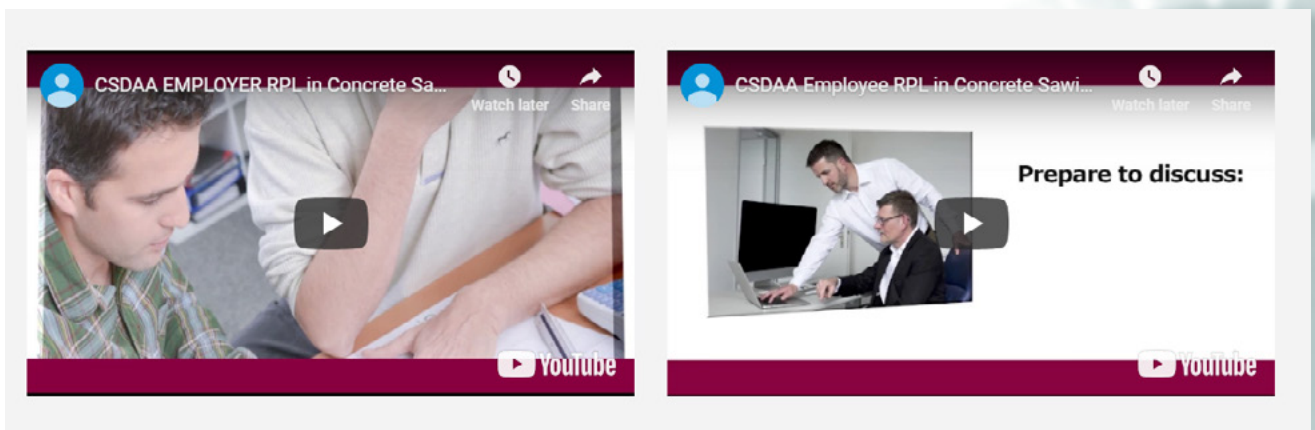 CSDAA EMPLOYER RPL in Concrete Sa...
Watch later
Share
YouTube
CSDAA Employee RPL in Concrete Sawi...
Watch later
Share
Prepare to discuss:
YouTube